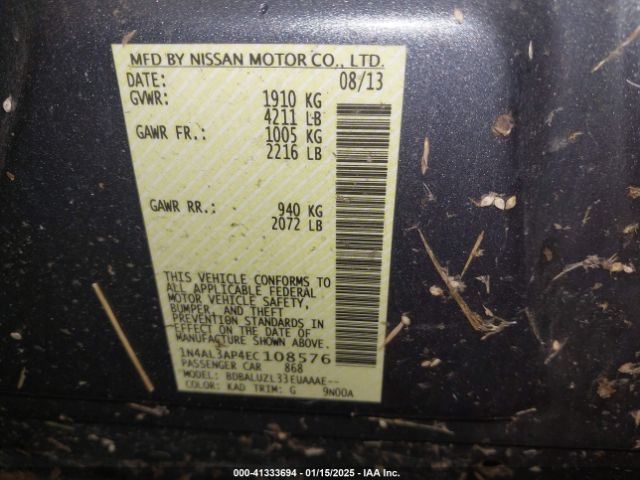 MFD BY NISSAN MOTOR CO., LTD.
DATE: 08/13
GVWR: 1910 KG
4211 LB
GAWR FR.: 1005 KG
2216 LB
GAWR RR.: 940 KG
2072 LB
THIS VEHICLE CONFORMS TO
ALL APPLICABLE FEDERAL
MOTOR VEHICLE SAFETY,
BUMPER, AND THEFT
PREVENTION STANDARDS IN
EFFECT ON THE DATE OF
MANUFACTURE SHOWN ABOVE.
1N4AL3AP4EC108576
PASSENGER CAR 868
MODEL: BDBALUZL33EUAAAE--
COLOR: KAD TRIM: G 9N00A
000-41333694 - 01/15/2025 - IAA Inc.